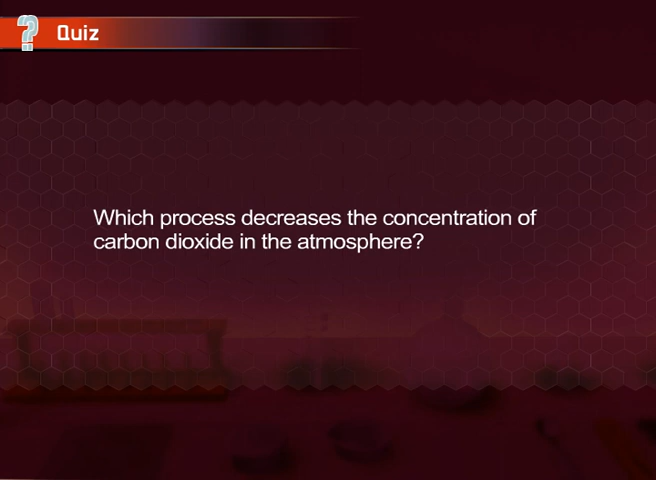 Quiz
Which process decreases the concentration of
carbon dioxide in the atmosphere?